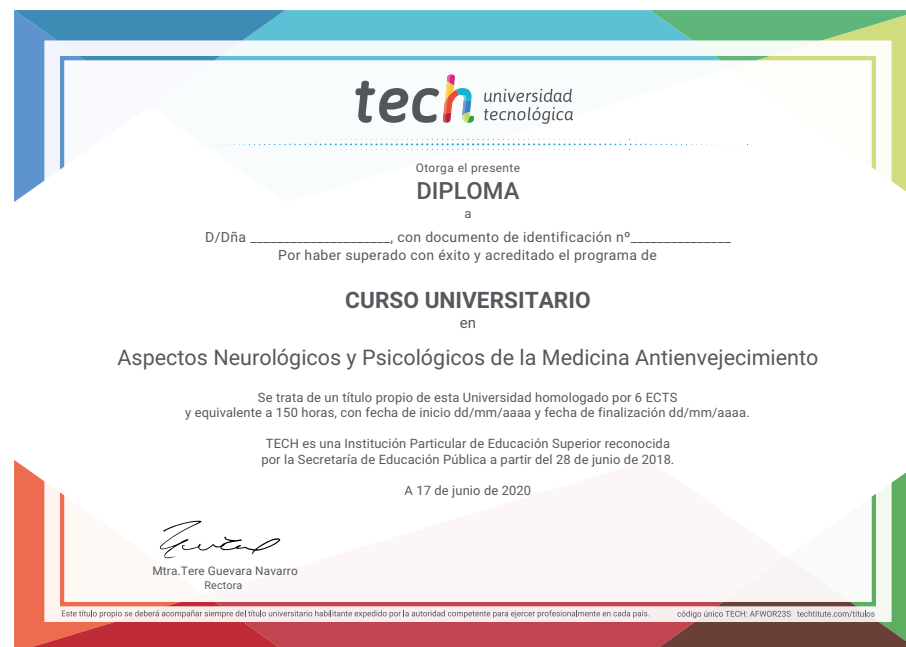 tech universidad
tecnológica
Otorga el presente
DIPLOMA
a
D/Dña _____________________, con documento de identificación nº_______________
Por haber superado con éxito y acreditado el programa de
CURSO UNIVERSITARIO
en
Aspectos Neurológicos y Psicológicos de la Medicina Antienvejecimiento
Se trata de un título propio de esta Universidad homologado por 6 ECTS
y equivalente a 150 horas, con fecha de inicio dd/mm/aaaa y fecha de finalización dd/mm/aaaa.
TECH es una Institución Particular de Educación Superior reconocida
por la Secretaría de Educación Pública a partir del 28 de junio de 2018.
A 17 de junio de 2020
Mtra.Tere Guevara Navarro
Rectora
Este título propio se deberá acompañar siempre del título universitario habilitante expedido por la autoridad competente para ejercer profesionalmente en cada país. código único TECH: AFWOR23S techtitute.com/titulos